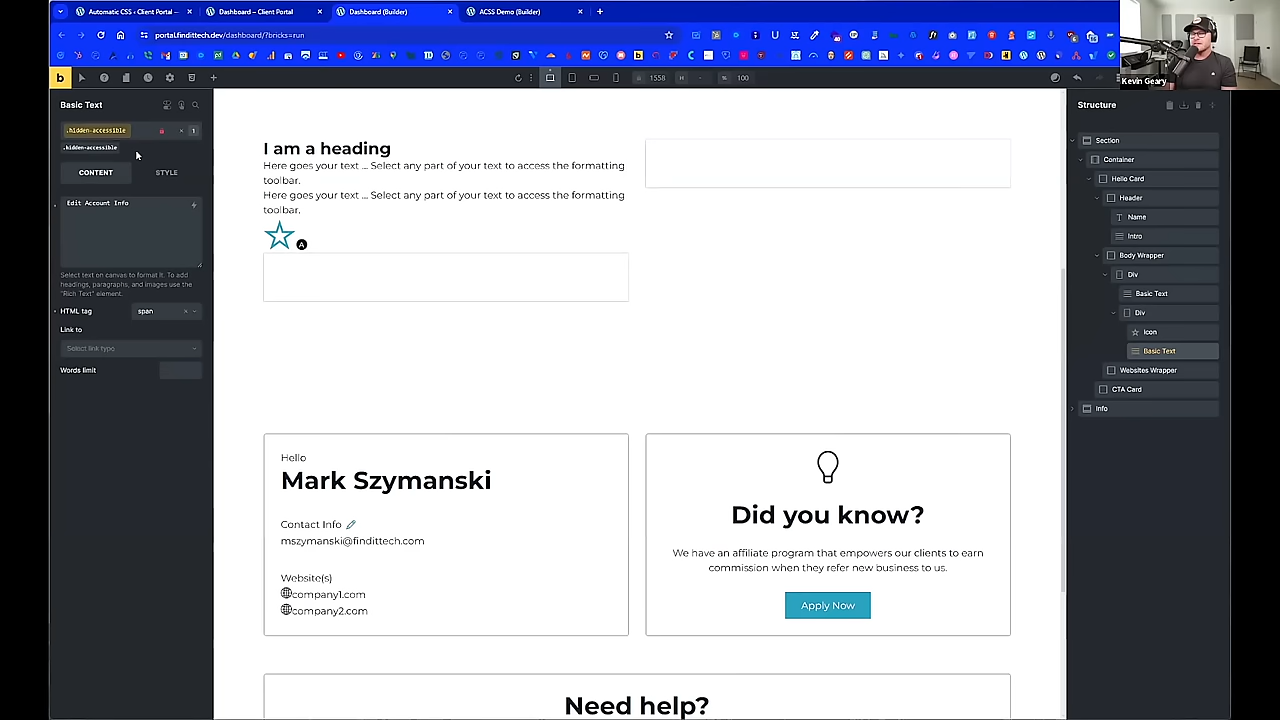 Automatic CSS ‹ Client Portal —
Dashboard – Client Portal
Dashboard (Builder)
ACSS Demo (Builder)
portal.findittech.dev/dashboard/?bricks=run
Kevin Geary
b
1558
H
-
%
100
Basic Text
.hidden-accessible
1
.hidden-accessible
CONTENT
STYLE
Edit Account Info
Select text on canvas to format it. To add
headings, paragraphs, and images use the
"Rich Text" element.
HTML tag
span
Link to
Select link type
Words limit
I am a heading
Here goes your text ... Select any part of your text to access the formatting
toolbar.
Here goes your text ... Select any part of your text to access the formatting
toolbar.
A
Hello
Mark Szymanski
Contact Info
mszymanski@findittech.com
Website(s)
company1.com
company2.com
Did you know?
We have an affiliate program that empowers our clients to earn
commission when they refer new business to us.
Apply Now
Need help?
Structure
Section
Container
Hello Card
Header
Name
Intro
Body Wrapper
Div
Basic Text
Div
Icon
Basic Text
Websites Wrapper
CTA Card
Info